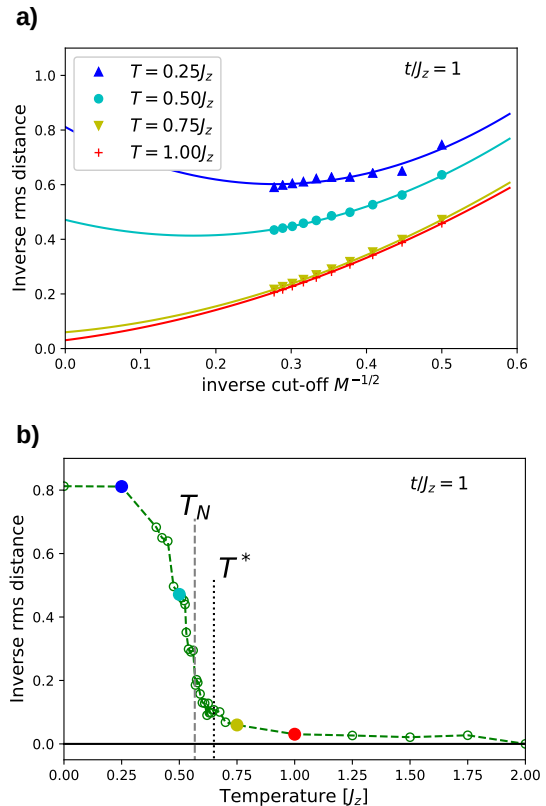 a)
1.0
0.8
0.6
0.4
0.2
0.0
Inverse rms distance
T = 0.25J_z
T = 0.50J_z
T = 0.75J_z
T = 1.00J_z
t/J_z = 1
0.0 0.1 0.2 0.3 0.4 0.5 0.6
inverse cut-off M^{-1/2}
b)
0.8
0.6
0.4
0.2
0.0
Inverse rms distance
t/J_z = 1
T_N
T^*
0.00 0.25 0.50 0.75 1.00 1.25 1.50 1.75 2.00
Temperature [J_z]